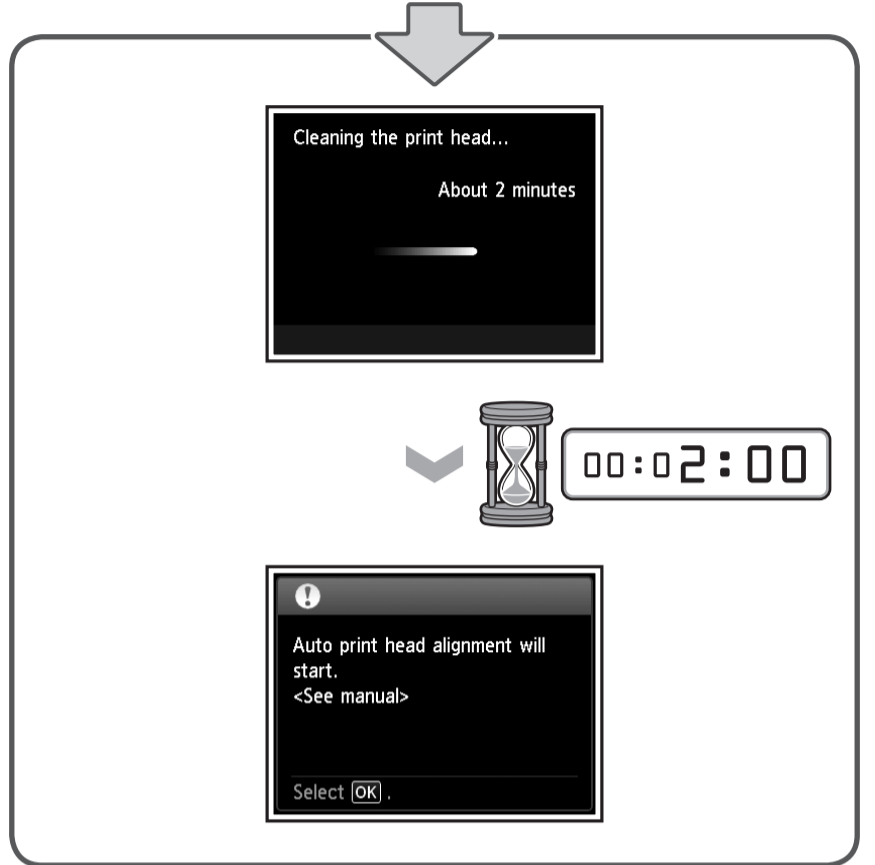 Cleaning the print head...
About 2 minutes
00:02:00
Auto print head alignment will
start.
<See manual>
Select OK .